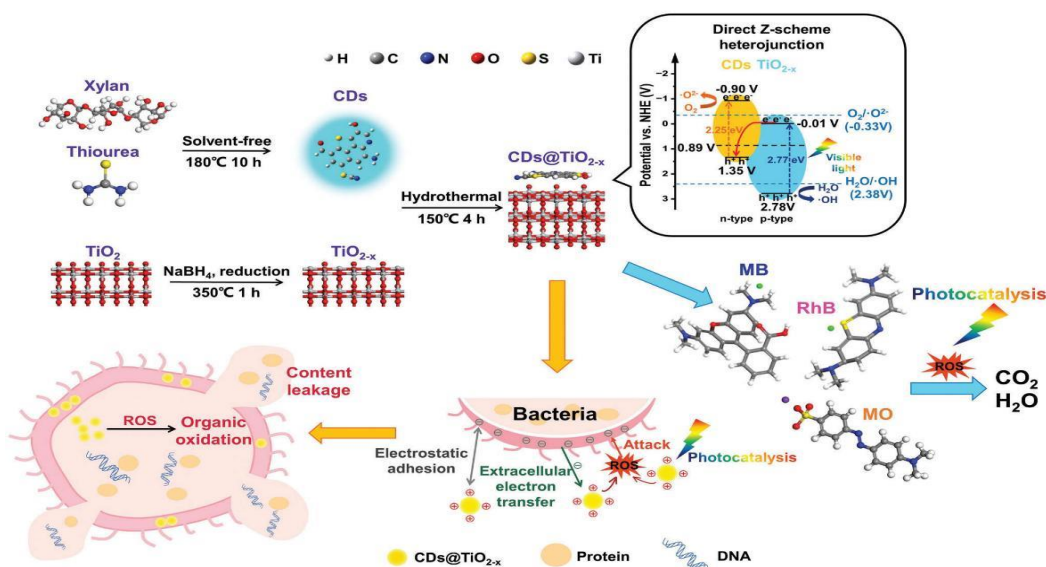 H C N O S Ti
Xylan
Thiourea
Solvent-free
180℃ 10 h
CDs
TiO2
NaBH4, reduction
350℃ 1 h
TiO2-x
Hydrothermal
150℃ 4 h
CDs@TiO2-x
Direct Z-scheme
heterojunction
CDs TiO2-x
Potential vs. NHE (V)
−2
−1
0
1
2
3
-0.90 V
e- e- e-
·O2-
O2
2.25 eV
0.89 V
h+ h+
1.35 V
e- e- e-
-0.01 V
2.77 eV
h+ h+ h+
2.78V
O2/·O2-
(-0.33V)
Visible
light
H2O/·OH
(2.38V)
H2O
·OH
n-type p-type
MB
RhB
MO
Photocatalysis
ROS
CO2
H2O
Content
leakage
ROS
Organic
oxidation
Bacteria
Electrostatic
adhesion
Extracellular
electron
transfer
Attack
ROS
Photocatalysis
CDs@TiO2-x Protein DNA